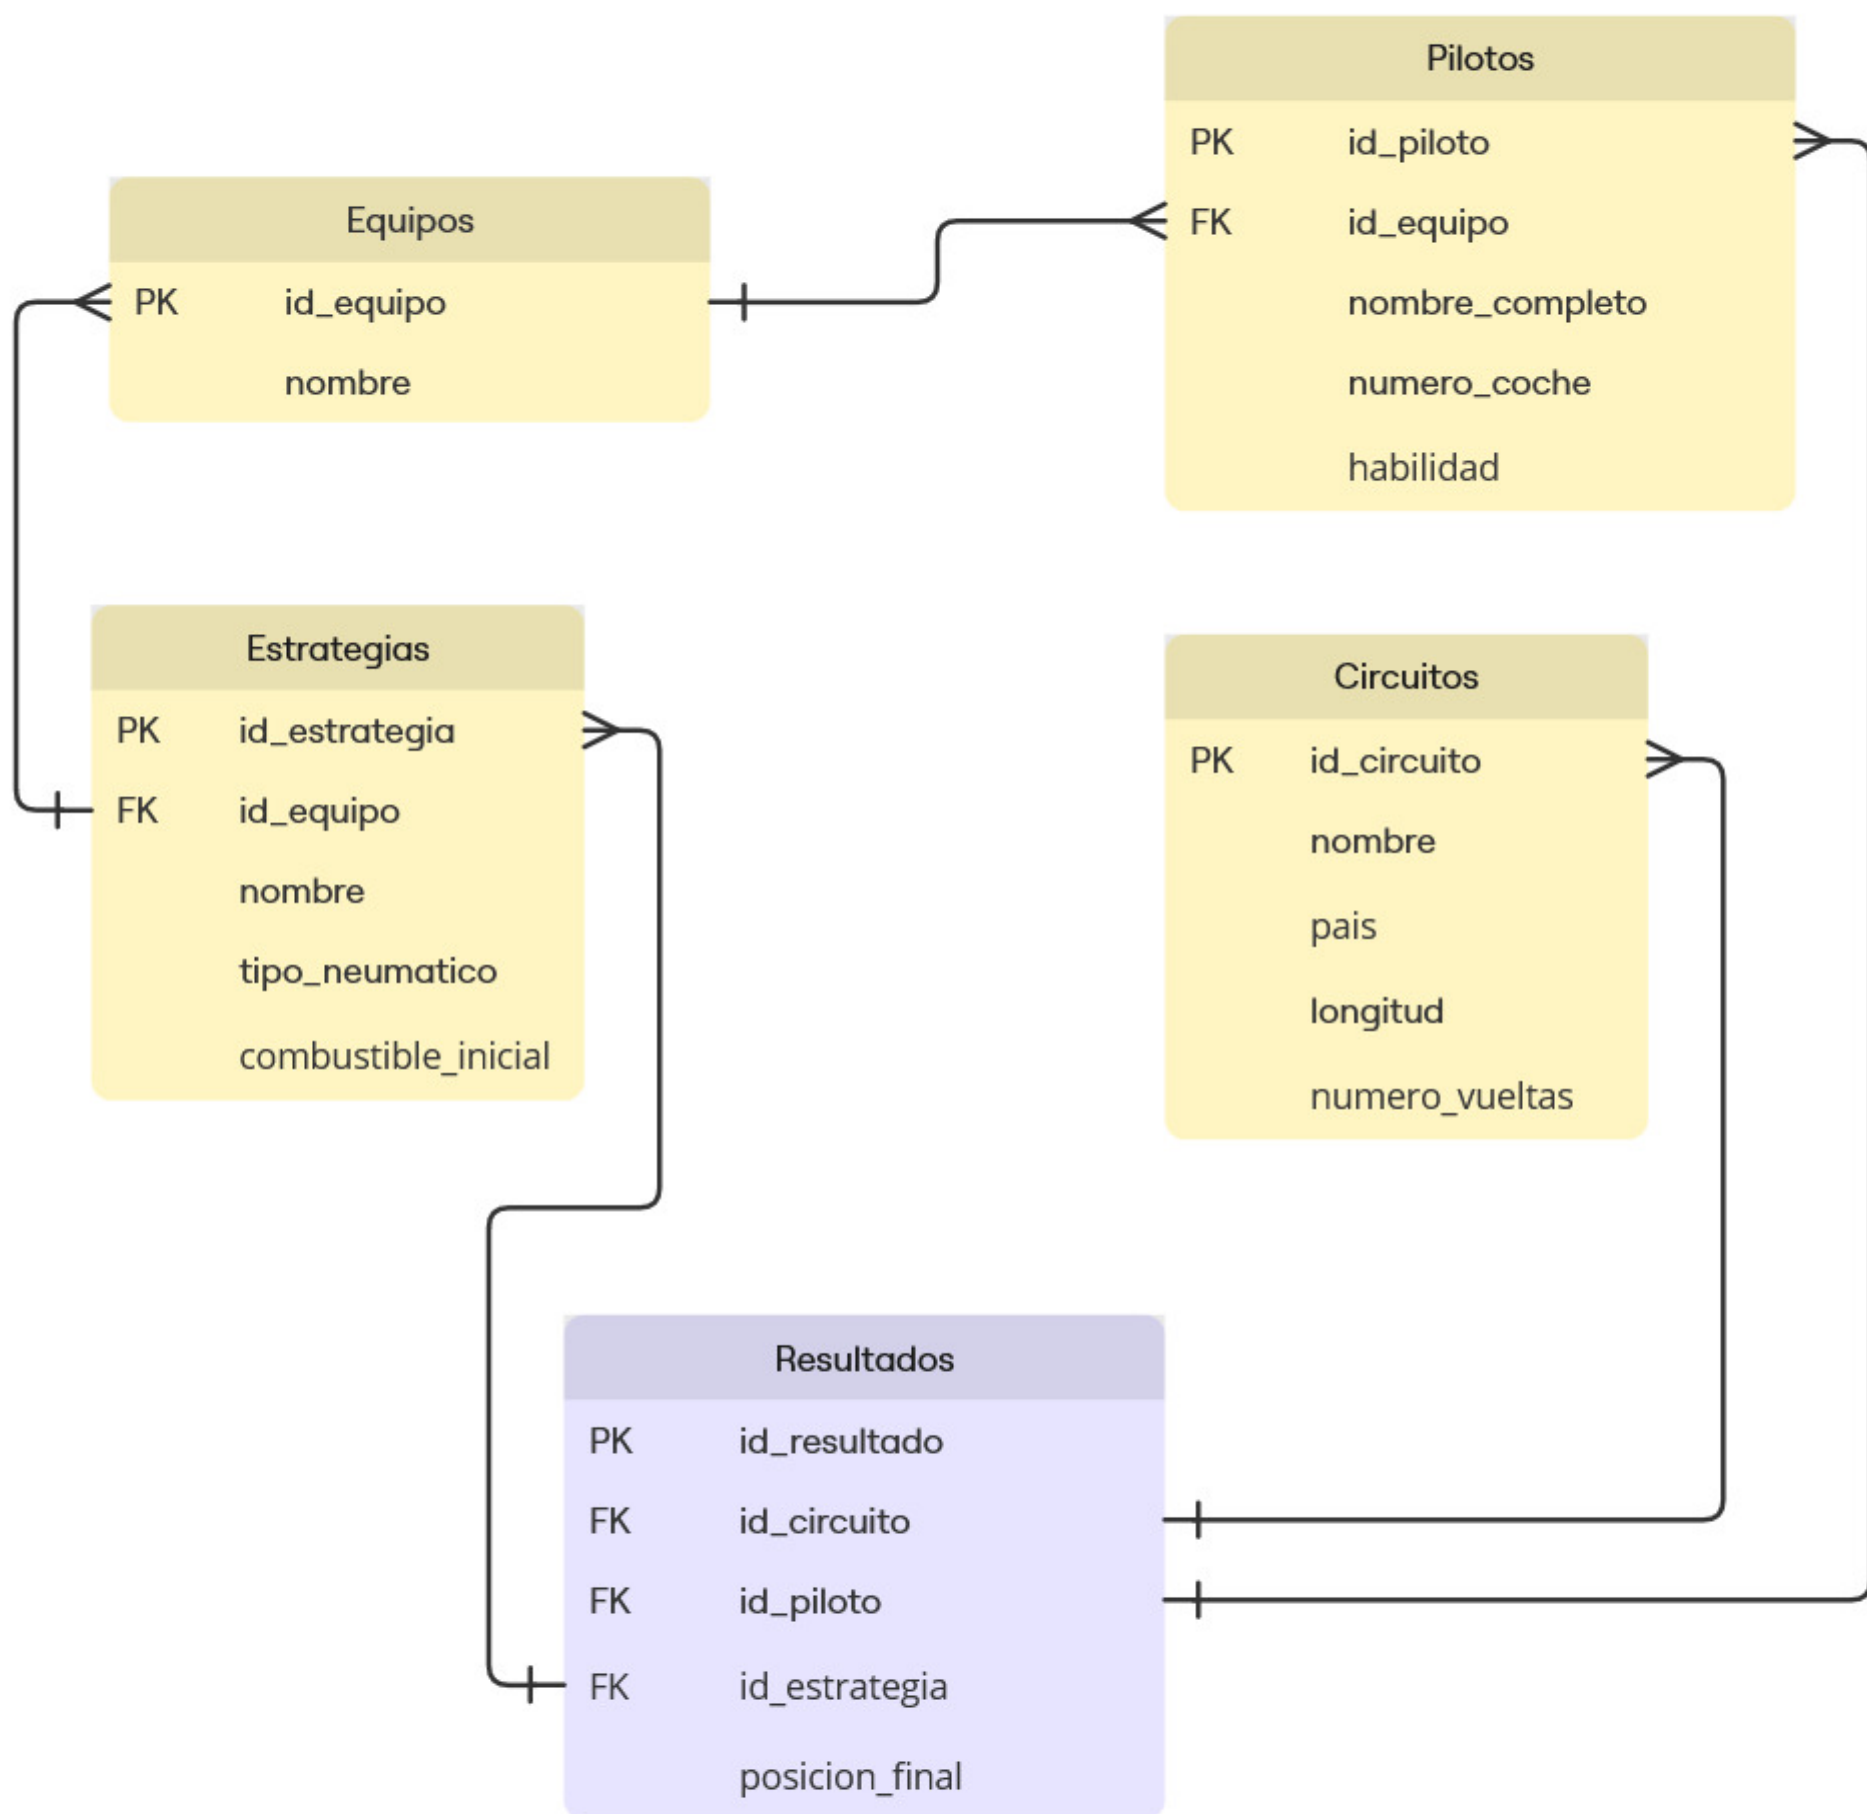 Pilotos
PK id_piloto
FK id_equipo
nombre_completo
numero_coche
habilidad
Equipos
PK id_equipo
nombre
Estrategias
PK id_estrategia
FK id_equipo
nombre
tipo_neumatico
combustible_inicial
Circuitos
PK id_circuito
nombre
pais
longitud
numero_vueltas
Resultados
PK id_resultado
FK id_circuito
FK id_piloto
FK id_estrategia
posicion_final